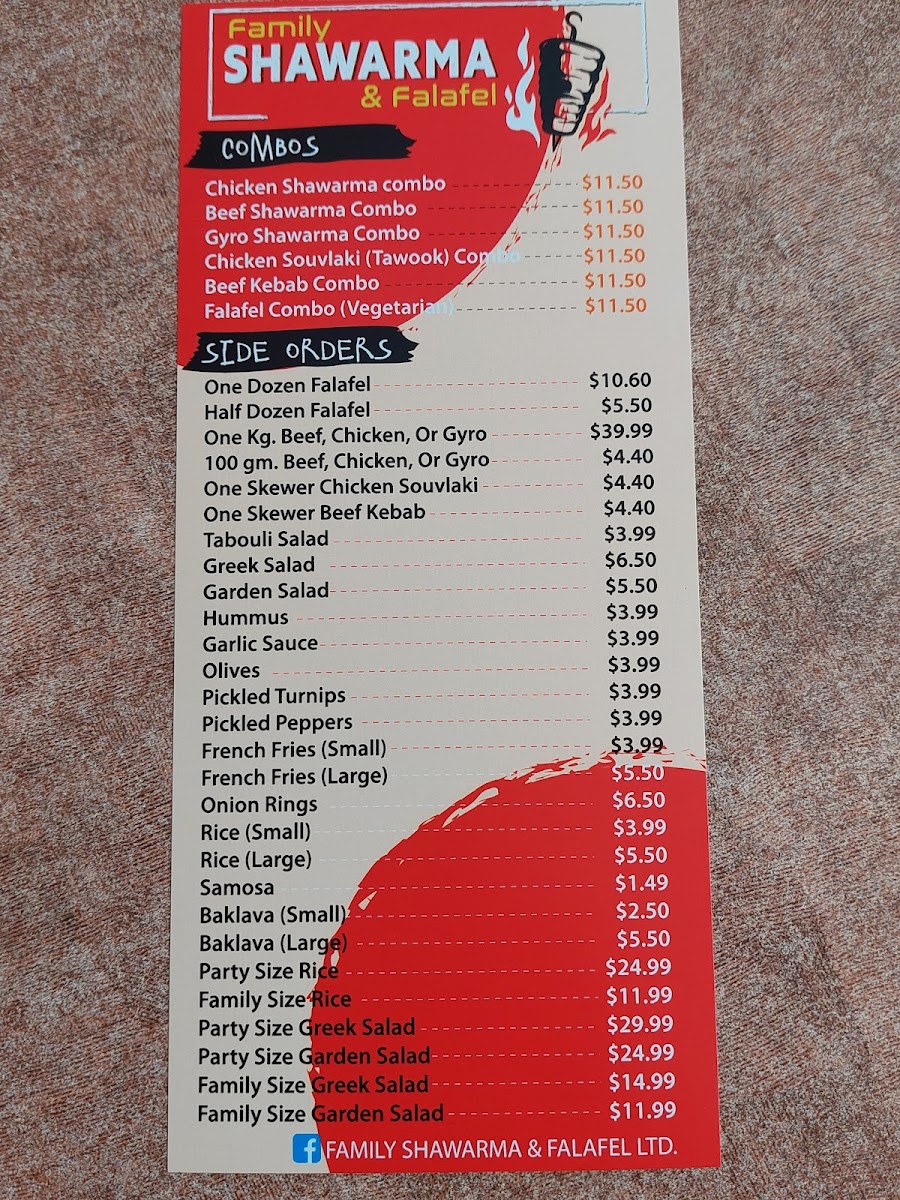 Family
SHAWARMA
& Falafel
COMBOS
Chicken Shawarma combo $11.50
Beef Shawarma Combo $11.50
Gyro Shawarma Combo $11.50
Chicken Souvlaki (Tawook) Combo $11.50
Beef Kebab Combo $11.50
Falafel Combo (Vegetarian) $11.50
SIDE ORDERS
One Dozen Falafel $10.60
Half Dozen Falafel $5.50
One Kg. Beef, Chicken, Or Gyro $39.99
100 gm. Beef, Chicken, Or Gyro $4.40
One Skewer Chicken Souvlaki $4.40
One Skewer Beef Kebab $4.40
Tabouli Salad $3.99
Greek Salad $6.50
Garden Salad $5.50
Hummus $3.99
Garlic Sauce $3.99
Olives $3.99
Pickled Turnips $3.99
Pickled Peppers $3.99
French Fries (Small) $3.99
French Fries (Large) $5.50
Onion Rings $6.50
Rice (Small) $3.99
Rice (Large) $5.50
Samosa $1.49
Baklava (Small) $2.50
Baklava (Large) $5.50
Party Size Rice $24.99
Family Size Rice $11.99
Party Size Greek Salad $29.99
Party Size Garden Salad $24.99
Family Size Greek Salad $14.99
Family Size Garden Salad $11.99
f FAMILY SHAWARMA & FALAFEL LTD.